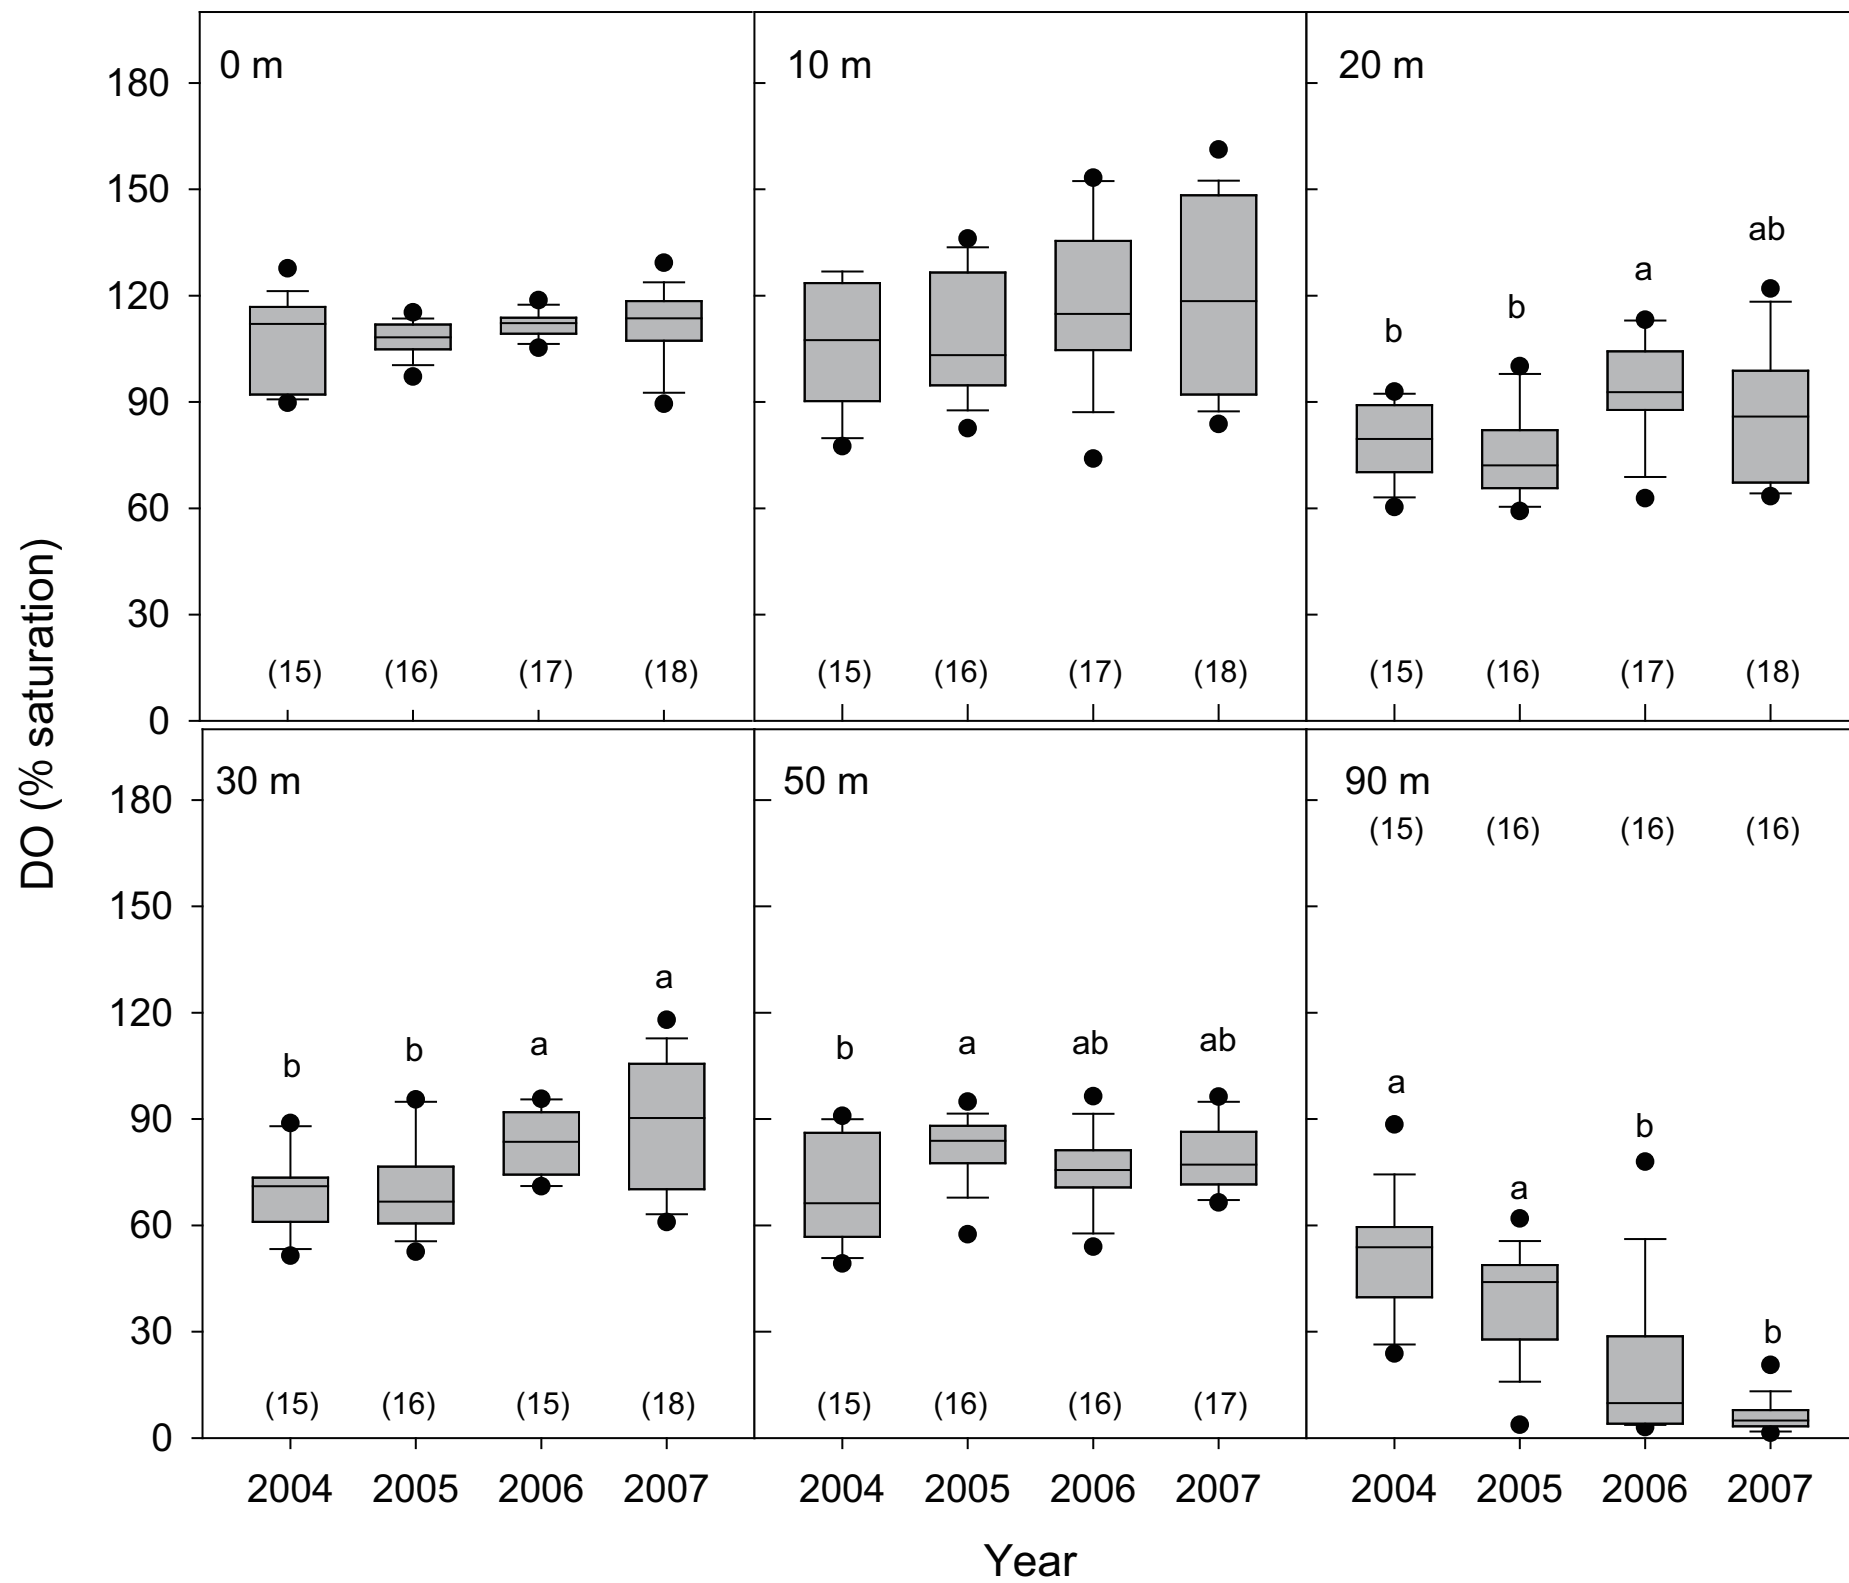 0 m
10 m
20 m
180
150
120
90
60
30
0
b
b
a
ab
(15)
(16)
(17)
(18)
(15)
(16)
(17)
(18)
(15)
(16)
(17)
(18)
DO (% saturation)
30 m
50 m
90 m
180
150
120
90
60
30
0
(15)
(16)
(16)
(16)
b
b
a
a
b
a
ab
ab
a
a
b
b
(15)
(16)
(15)
(18)
(15)
(16)
(16)
(17)
2004
2005
2006
2007
2004
2005
2006
2007
2004
2005
2006
2007
Year